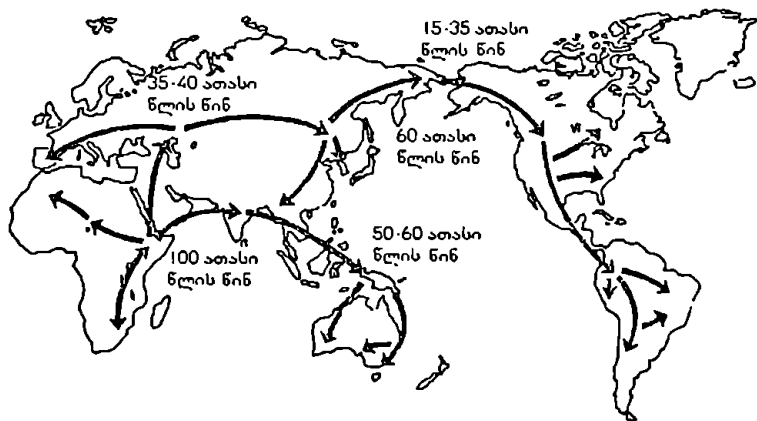 15-35 ათასი
წლის წინ
35-40 ათასი
წლის წინ
60 ათასი
წლის წინ
50-60 ათასი
წლის წინ
100 ათასი
წლის წინ